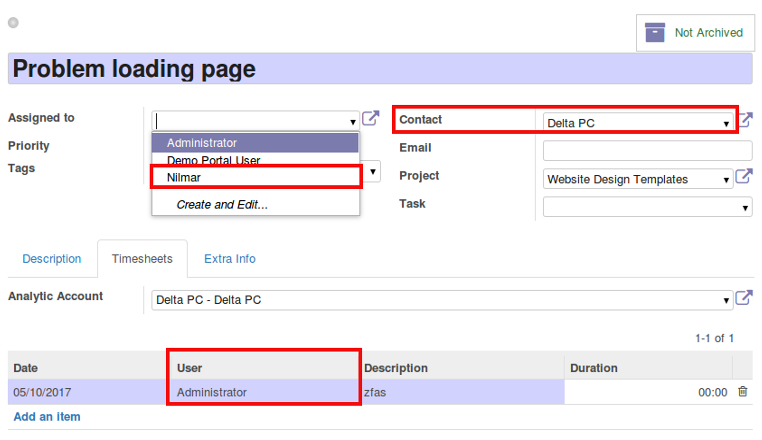 Not Archived
Problem loading page
Assigned to
Administrator
Demo Portal User
Nilmar
Create and Edit...
Priority
Tags
Contact Delta PC
Email
Project Website Design Templates
Task
Description Timesheets Extra Info
Analytic Account Delta PC - Delta PC
1-1 of 1
Date User Description Duration
05/10/2017 Administrator zfas 00:00
Add an item